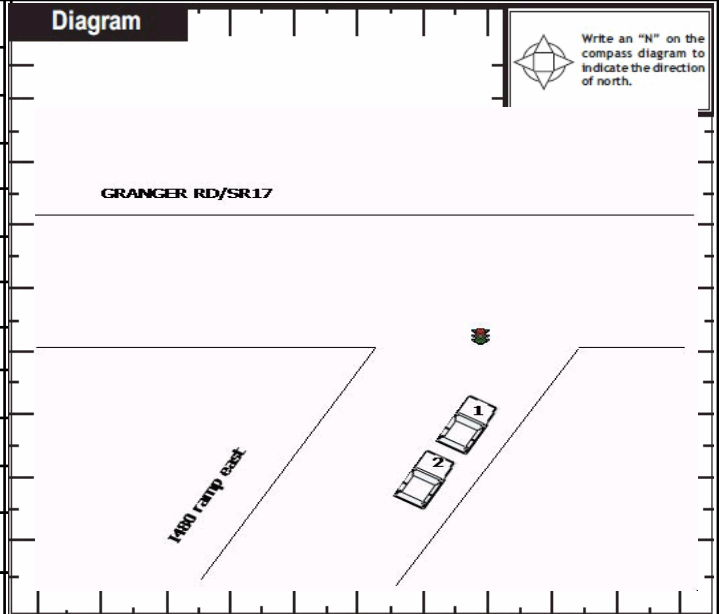 Diagram
Write an “N” on the
compass diagram to
indicate the direction
of north.
GRANGER RD/SR17
1
2
I480 ramp east